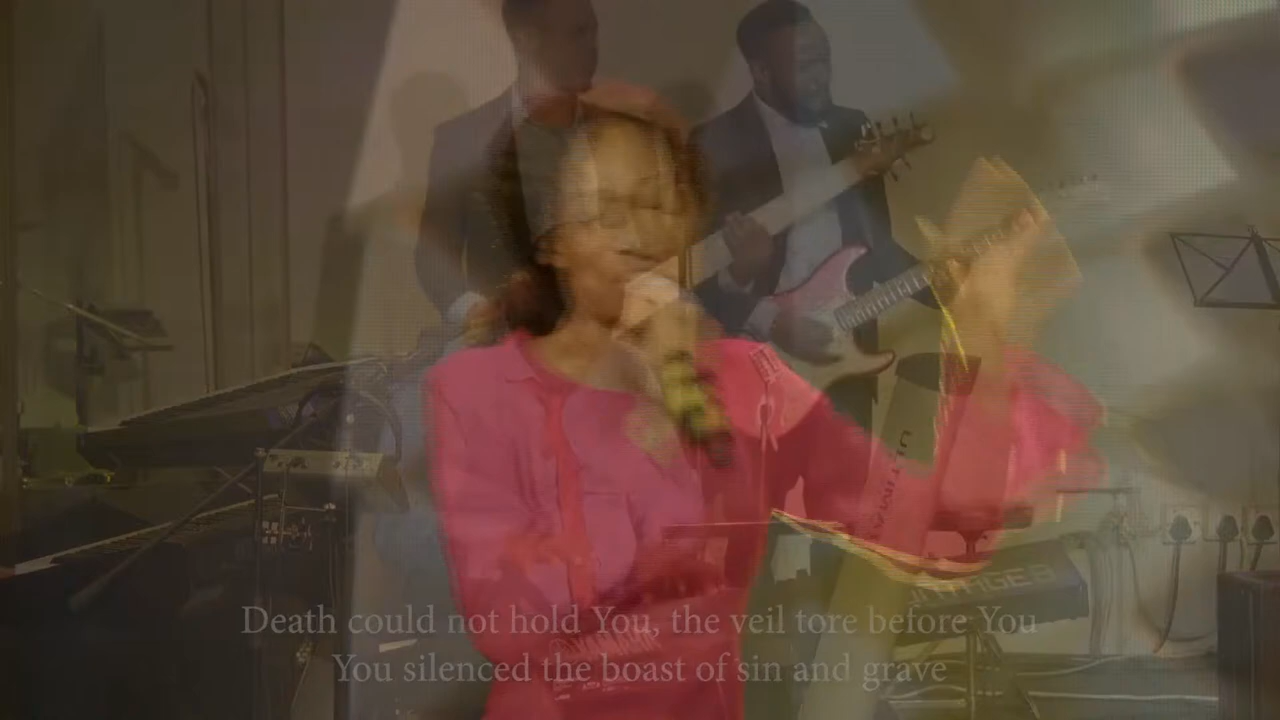 Death could not hold You, the veil tore before You
You silenced the boast of sin and grave